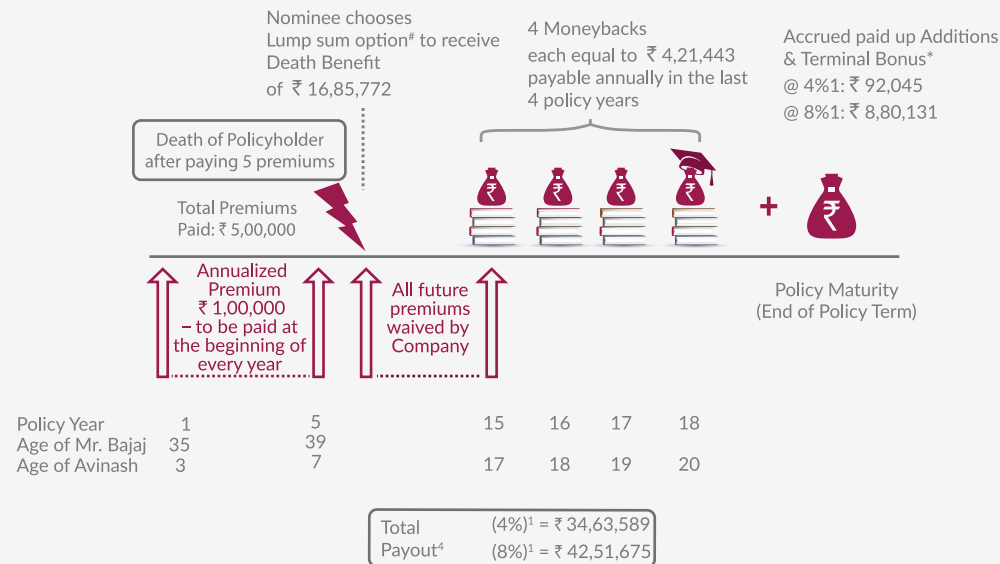 Nominee chooses
Lump sum option# to receive
Death Benefit
of ₹ 16,85,772
4 Moneybacks
each equal to ₹ 4,21,443
payable annually in the last
4 policy years
Accrued paid up Additions
& Terminal Bonus*
@ 4%1: ₹ 92,045
@ 8%1: ₹ 8,80,131
Death of Policyholder
after paying 5 premiums
Total Premiums
Paid: ₹ 5,00,000
₹ ₹ ₹ ₹ + ₹
Annualized
Premium
₹ 1,00,000
– to be paid at
the beginning of
every year
All future
premiums
waived by
Company
Policy Maturity
(End of Policy Term)
Policy Year 1 5 15 16 17 18
Age of Mr. Bajaj 35 39
Age of Avinash 3 7 17 18 19 20
Total (4%)¹ = ₹ 34,63,589
Payout⁴ (8%)¹ = ₹ 42,51,675